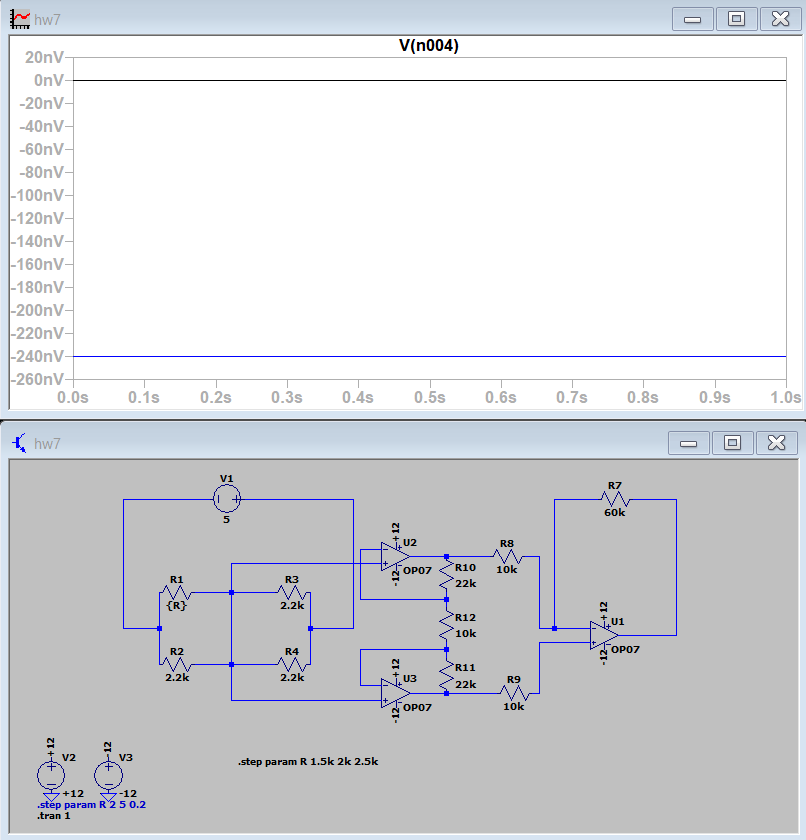 hw7
V(n004)
20nV
0nV
-20nV
-40nV
-60nV
-80nV
-100nV
-120nV
-140nV
-160nV
-180nV
-200nV
-220nV
-240nV
-260nV
0.0s 0.1s 0.2s 0.3s 0.4s 0.5s 0.6s 0.7s 0.8s 0.9s 1.0s
hw7
V1
5
R1
{R}
R3
2.2k
R2
2.2k
R4
2.2k
+12
U2
OP07
-12
R10
22k
R12
10k
R11
22k
+12
U3
OP07
-12
R8
10k
R9
10k
R7
60k
+12
U1
OP07
-12
+12
V2
+12
-12
V3
-12
.step param R 1.5k 2k 2.5k
.step param R 2 5 0.2
.tran 1